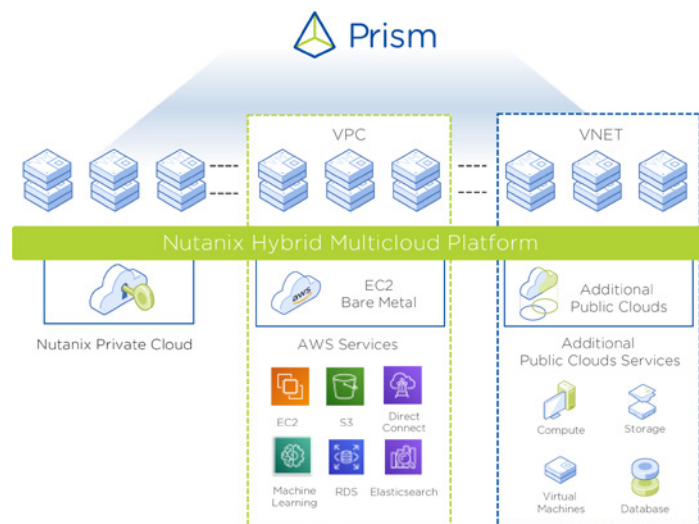 Prism
VPC
VNET
Nutanix Hybrid Multicloud Platform
aws
EC2
Bare Metal
Additional
Public Clouds
Nutanix Private Cloud
AWS Services
Additional
Public Clouds Services
EC2
S3
Direct
Connect
Compute
Storage
Machine
Learning
RDS
Elasticsearch
Virtual
Machines
Database